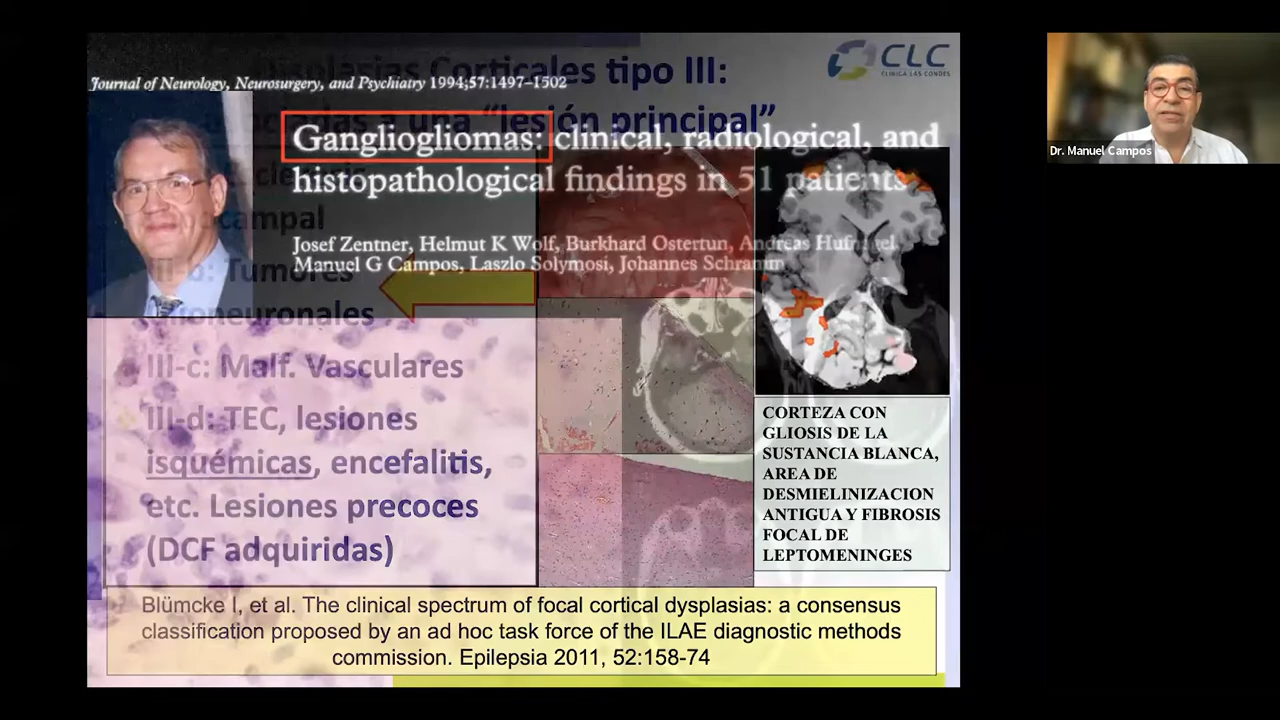 Displasias Corticales tipo III:
asociadas a una "lesión principal"
CLC
CLINICA LAS CONDES
Journal of Neurology, Neurosurgery, and Psychiatry 1994;57:1497–1502
Gangliogliomas: clinical, radiological, and
histopathological findings in 51 patients
Josef Zentner, Helmut K Wolf, Burkhard Ostertun, Andreas Hufnagel,
Manuel G Campos, Laszlo Solymosi, Johannes Schramm
III-b: Tumores
III-c: Malf. Vasculares
III-d: TEC, lesiones
isquémicas, encefalitis,
etc. Lesiones precoces
(DCF adquiridas)
CORTEZA CON
GLIOSIS DE LA
SUSTANCIA BLANCA,
AREA DE
DESMIELINIZACION
ANTIGUA Y FIBROSIS
FOCAL DE
LEPTOMENINGES
Blümcke I, et al. The clinical spectrum of focal cortical dysplasias: a consensus
classification proposed by an ad hoc task force of the ILAE diagnostic methods
commission. Epilepsia 2011, 52:158-74
Dr. Manuel Campos